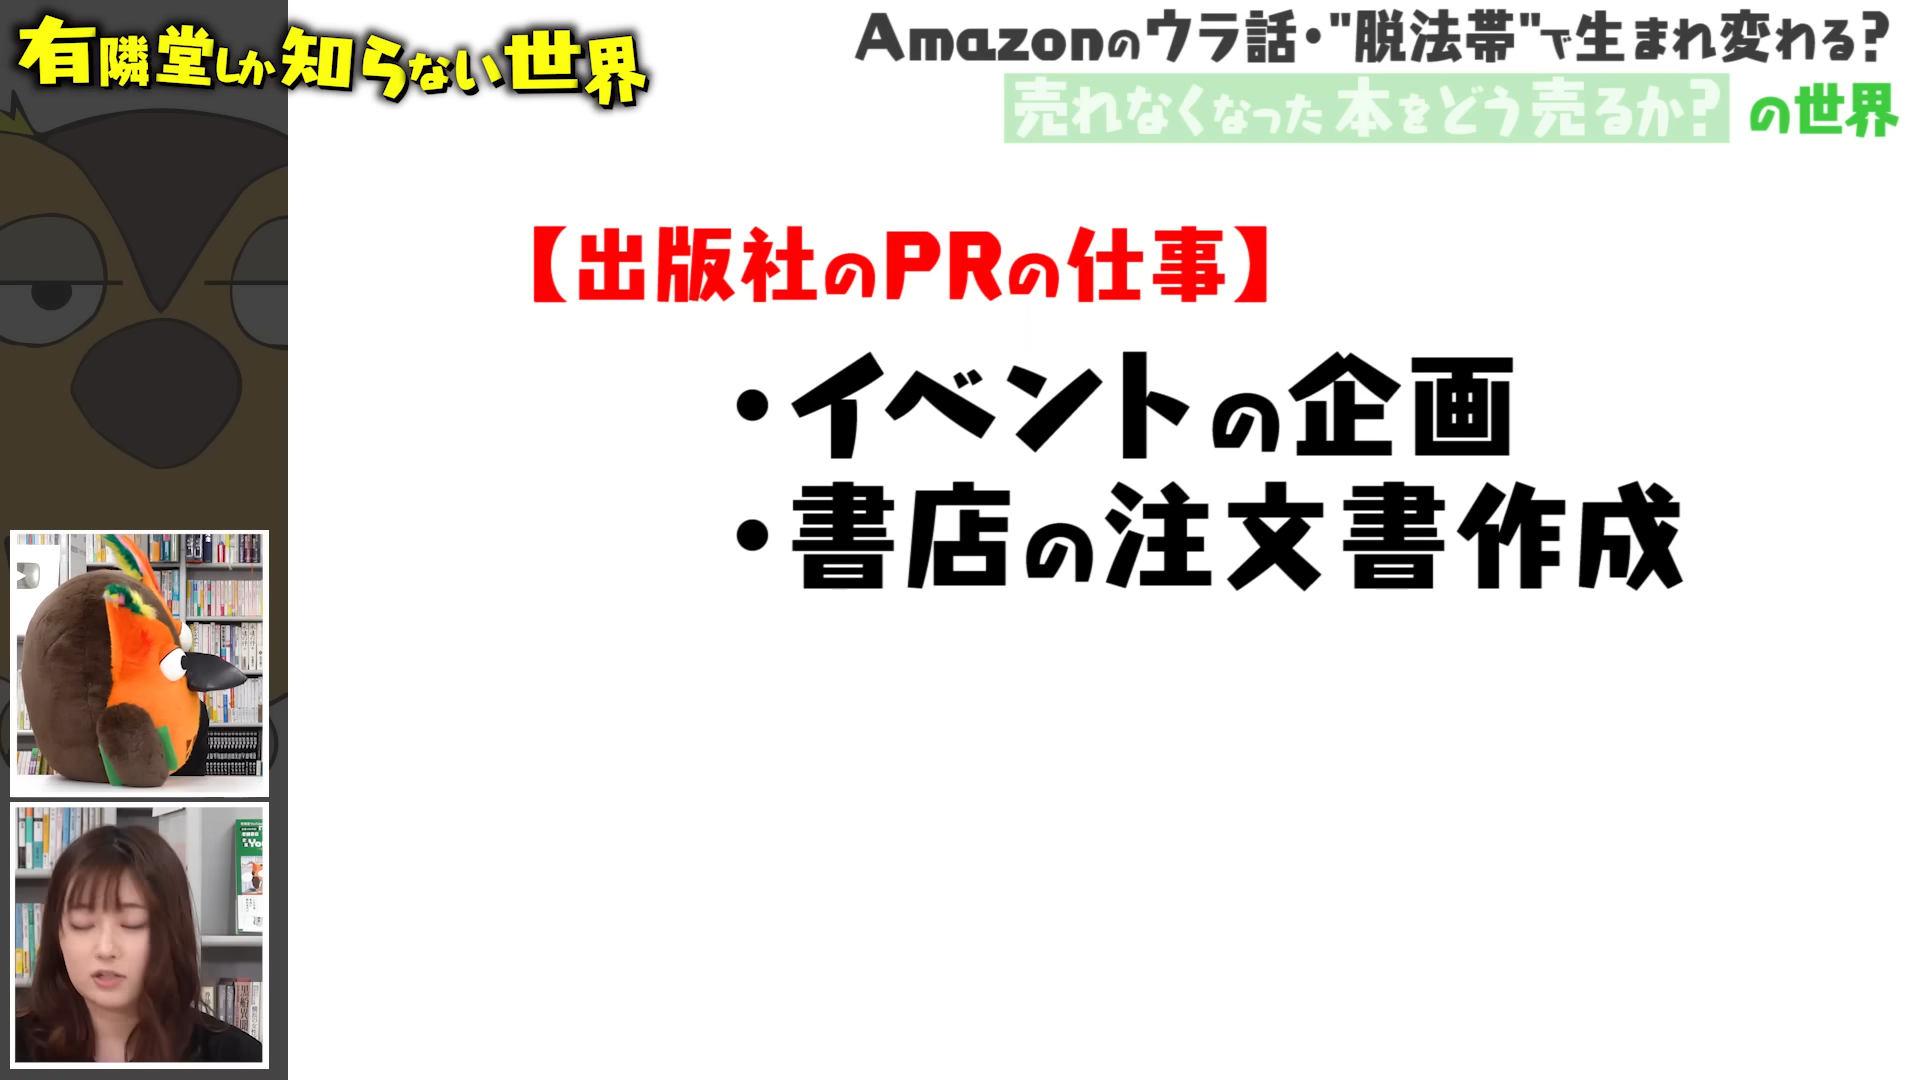 有隣堂しか知らない世界
Amazonのウラ話・"脱法帯"で生まれ変わる?
売れなくなった本をどう売るか?の世界
【出版社のPRの仕事】
・イベントの企画
・書店の注文書作成